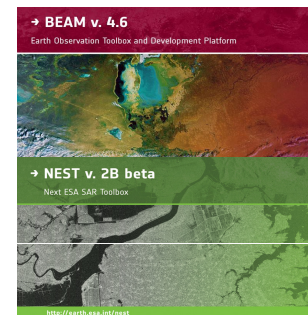 → BEAM v. 4.6
Earth Observation Toolbox and Development Platform
→ NEST v. 2B beta
Next ESA SAR Toolbox
http://earth.esa.int/nest